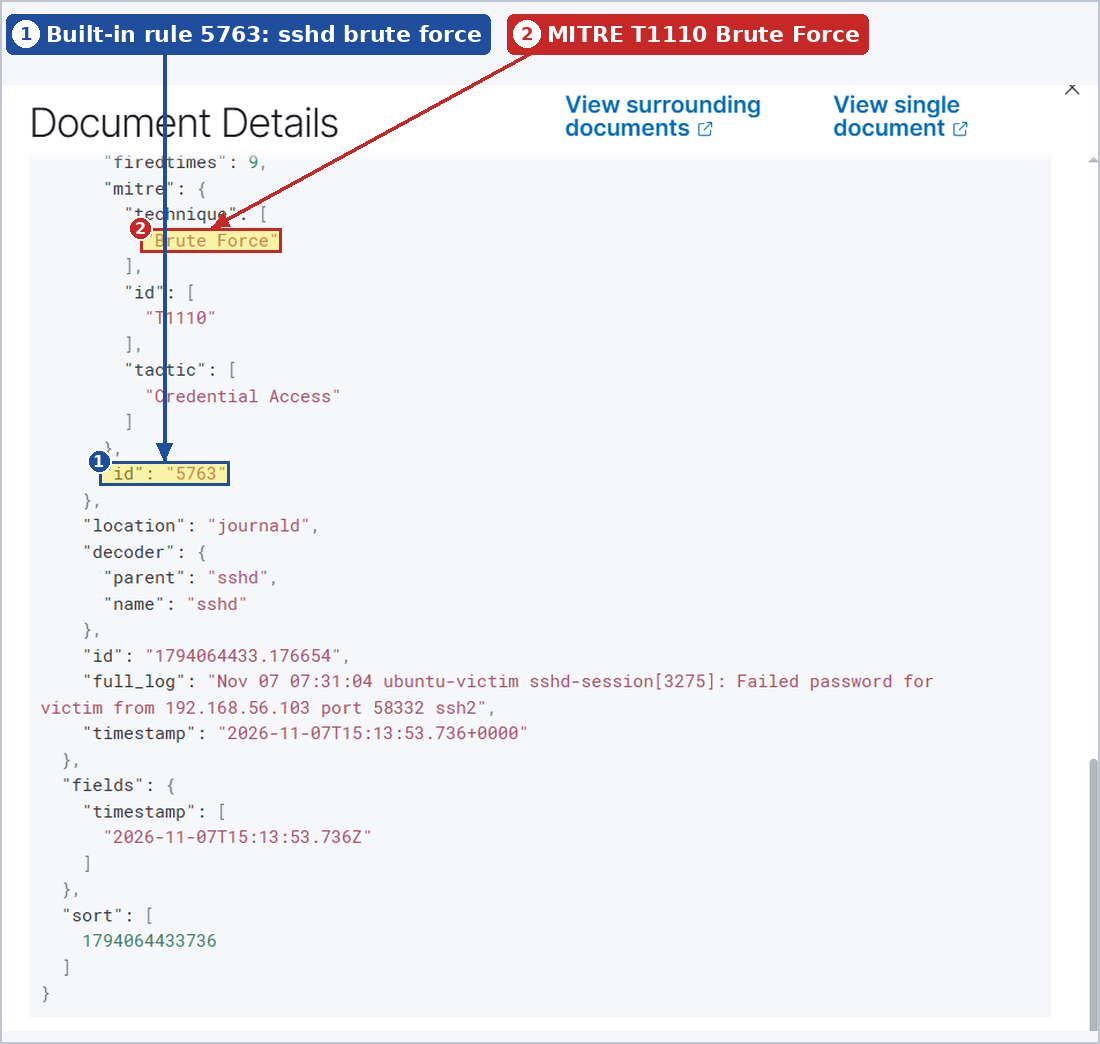 1 Built-in rule 5763: sshd brute force
2 MITRE T1110 Brute Force
Document Details
View surrounding documents
View single document
"firedtimes": 9,
"mitre": {
"technique": [
2
"Brute Force"
],
"id": [
"T1110"
],
"tactic": [
"Credential Access"
]
},
1
"id": "5763"
},
"location": "journald",
"decoder": {
"parent": "sshd",
"name": "sshd"
},
"id": "1794064433.176654",
"full_log": "Nov 07 07:31:04 ubuntu-victim sshd-session[3275]: Failed password for
victim from 192.168.56.103 port 58332 ssh2",
"timestamp": "2026-11-07T15:13:53.736+0000"
},
"fields": {
"timestamp": [
"2026-11-07T15:13:53.736Z"
]
},
"sort": [
1794064433736
]
}